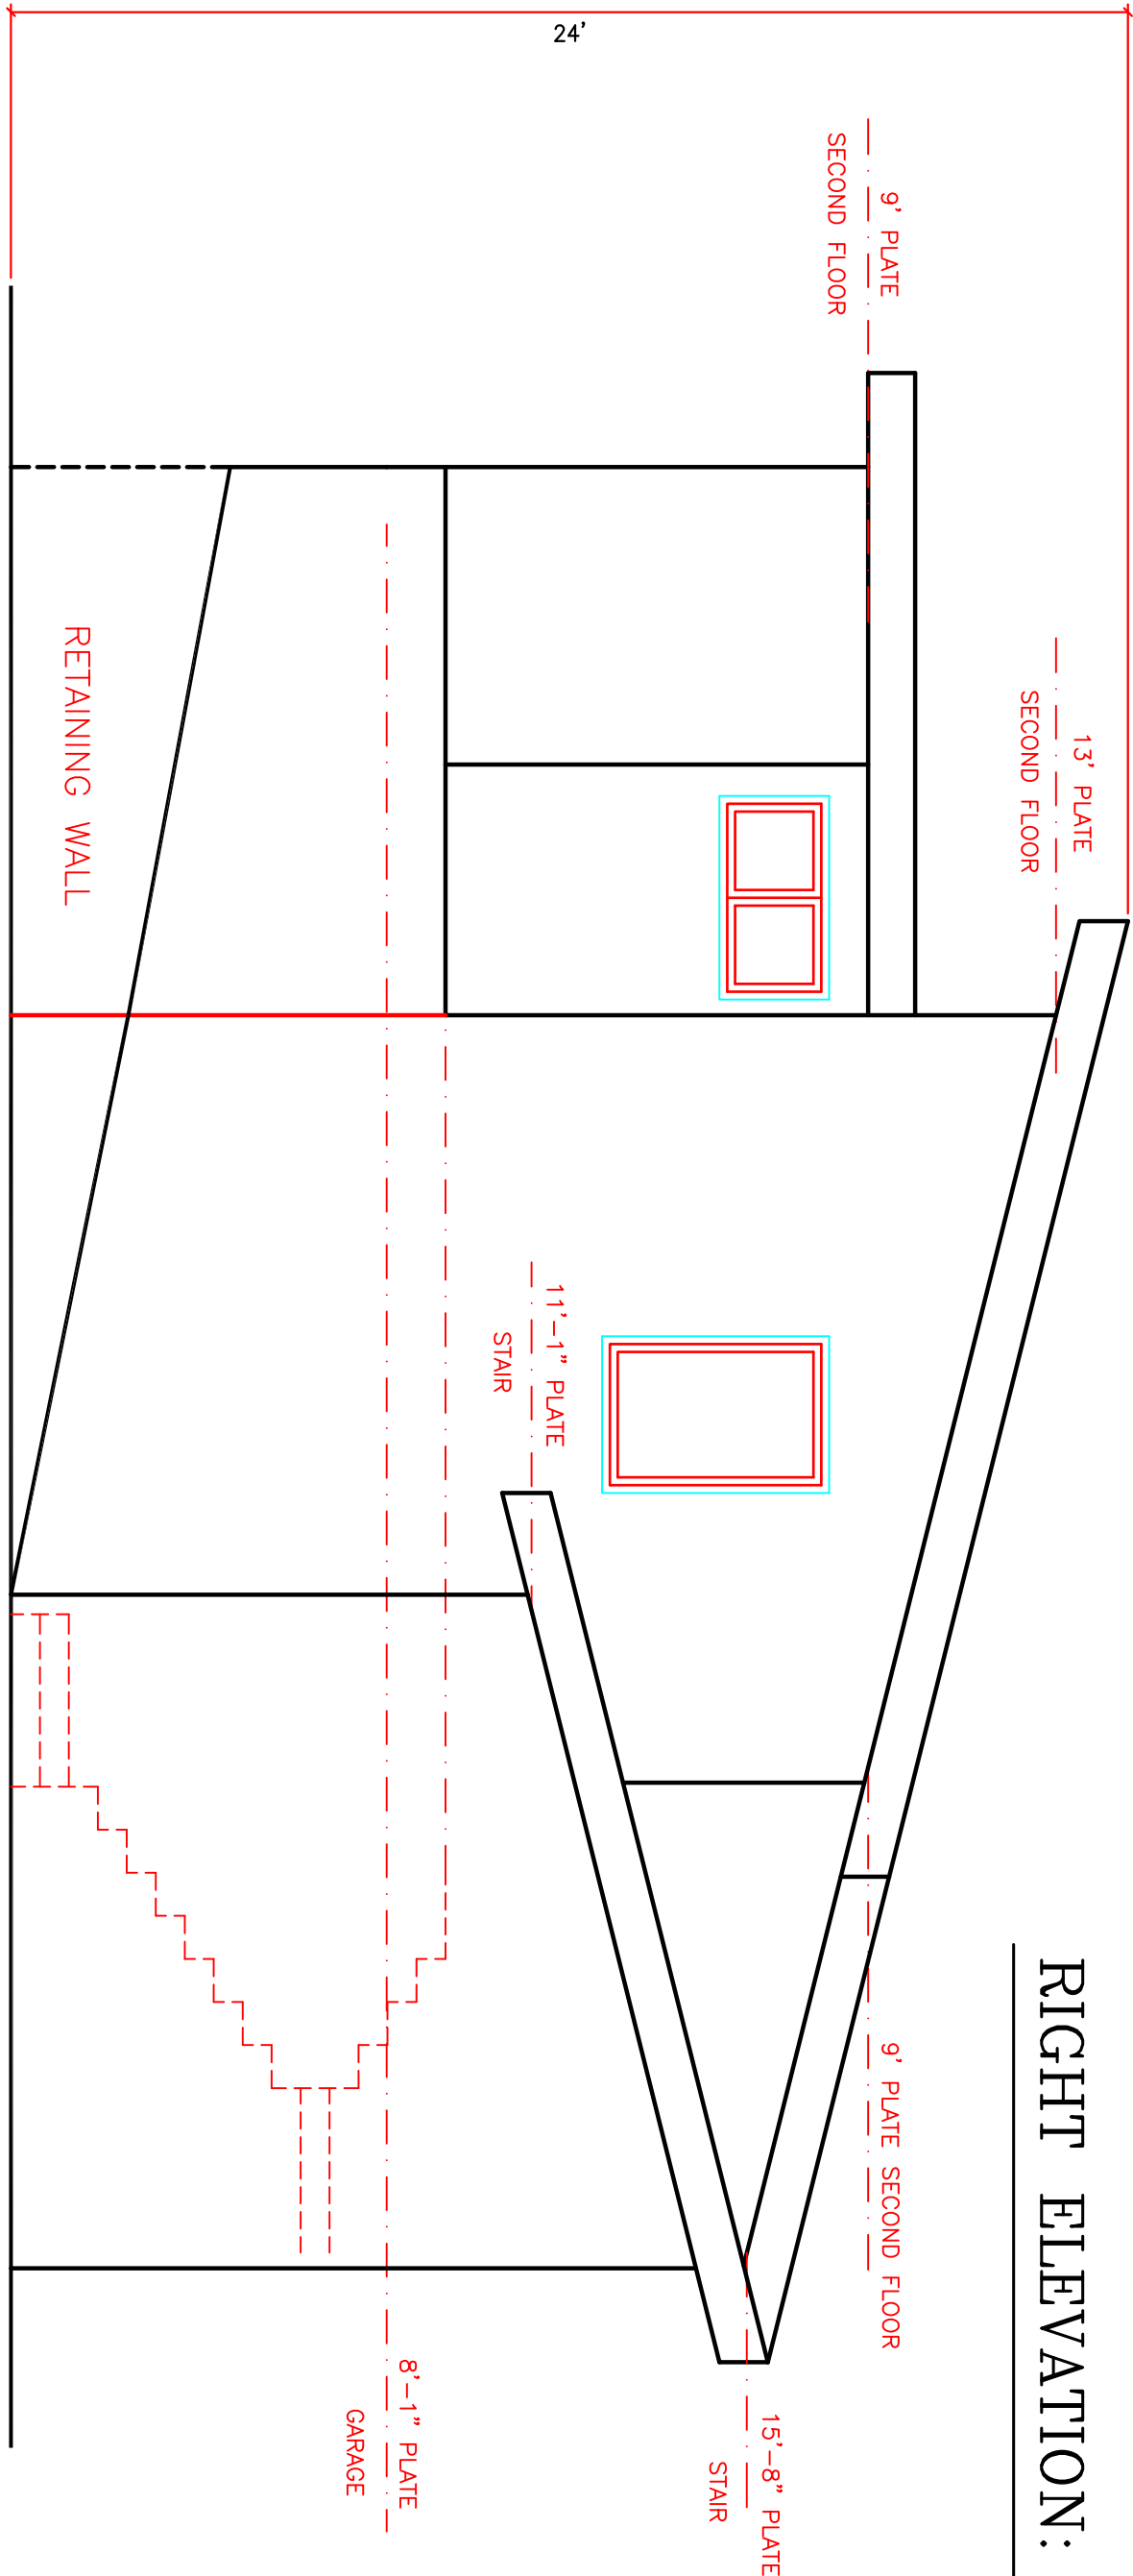 24'
13' PLATE
SECOND FLOOR
9' PLATE
SECOND FLOOR
RIGHT ELEVATION:
9' PLATE SECOND FLOOR
15'-8" PLATE
STAIR
11'-1" PLATE
STAIR
8'-1" PLATE
GARAGE
RETAINING WALL